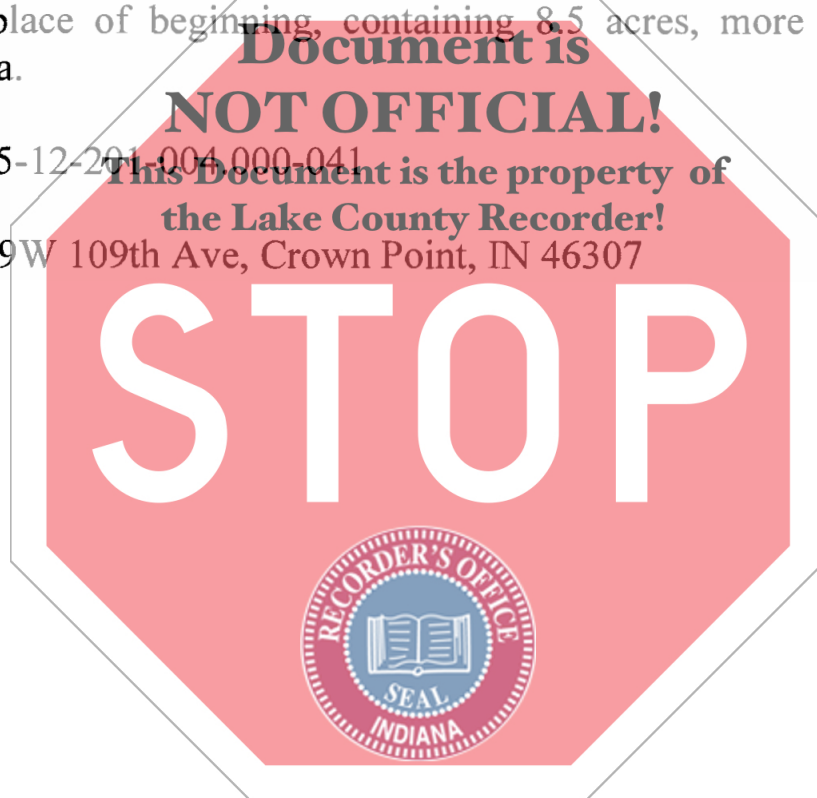 place of beginning, containing 8.5 acres, more
Document is
a.
NOT OFFICIAL!
5-12-201-004.000-041
This Document is the property of
the Lake County Recorder!
9W 109th Ave, Crown Point, IN 46307
STOP
RECORDER'S OFFICE
SEAL
INDIANA